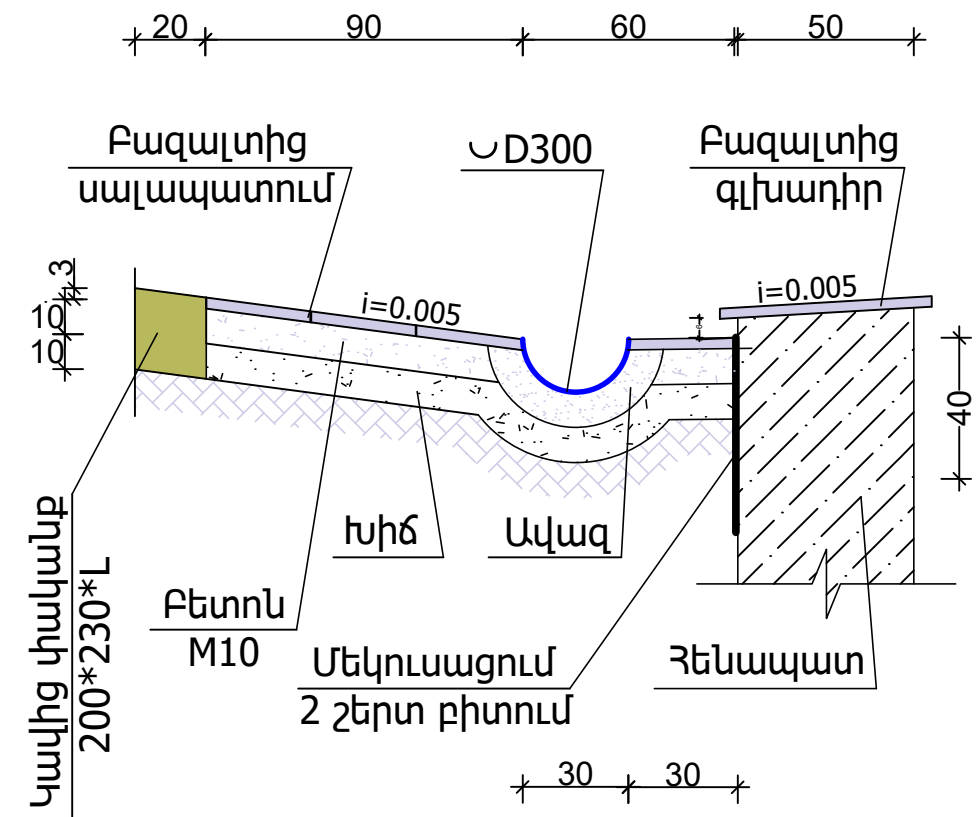 20 90 60 50
Բազալտից
սալապատում
D300
Բազալտից
գլխադիր
3
10
10
i=0.005
i=0.005
40
Խիճ
Ավազ
Բետոն
M10
Մեկուսացում
2 շերտ բիտում
Հենապատ
Կավից փականք
200*230*L
30 30